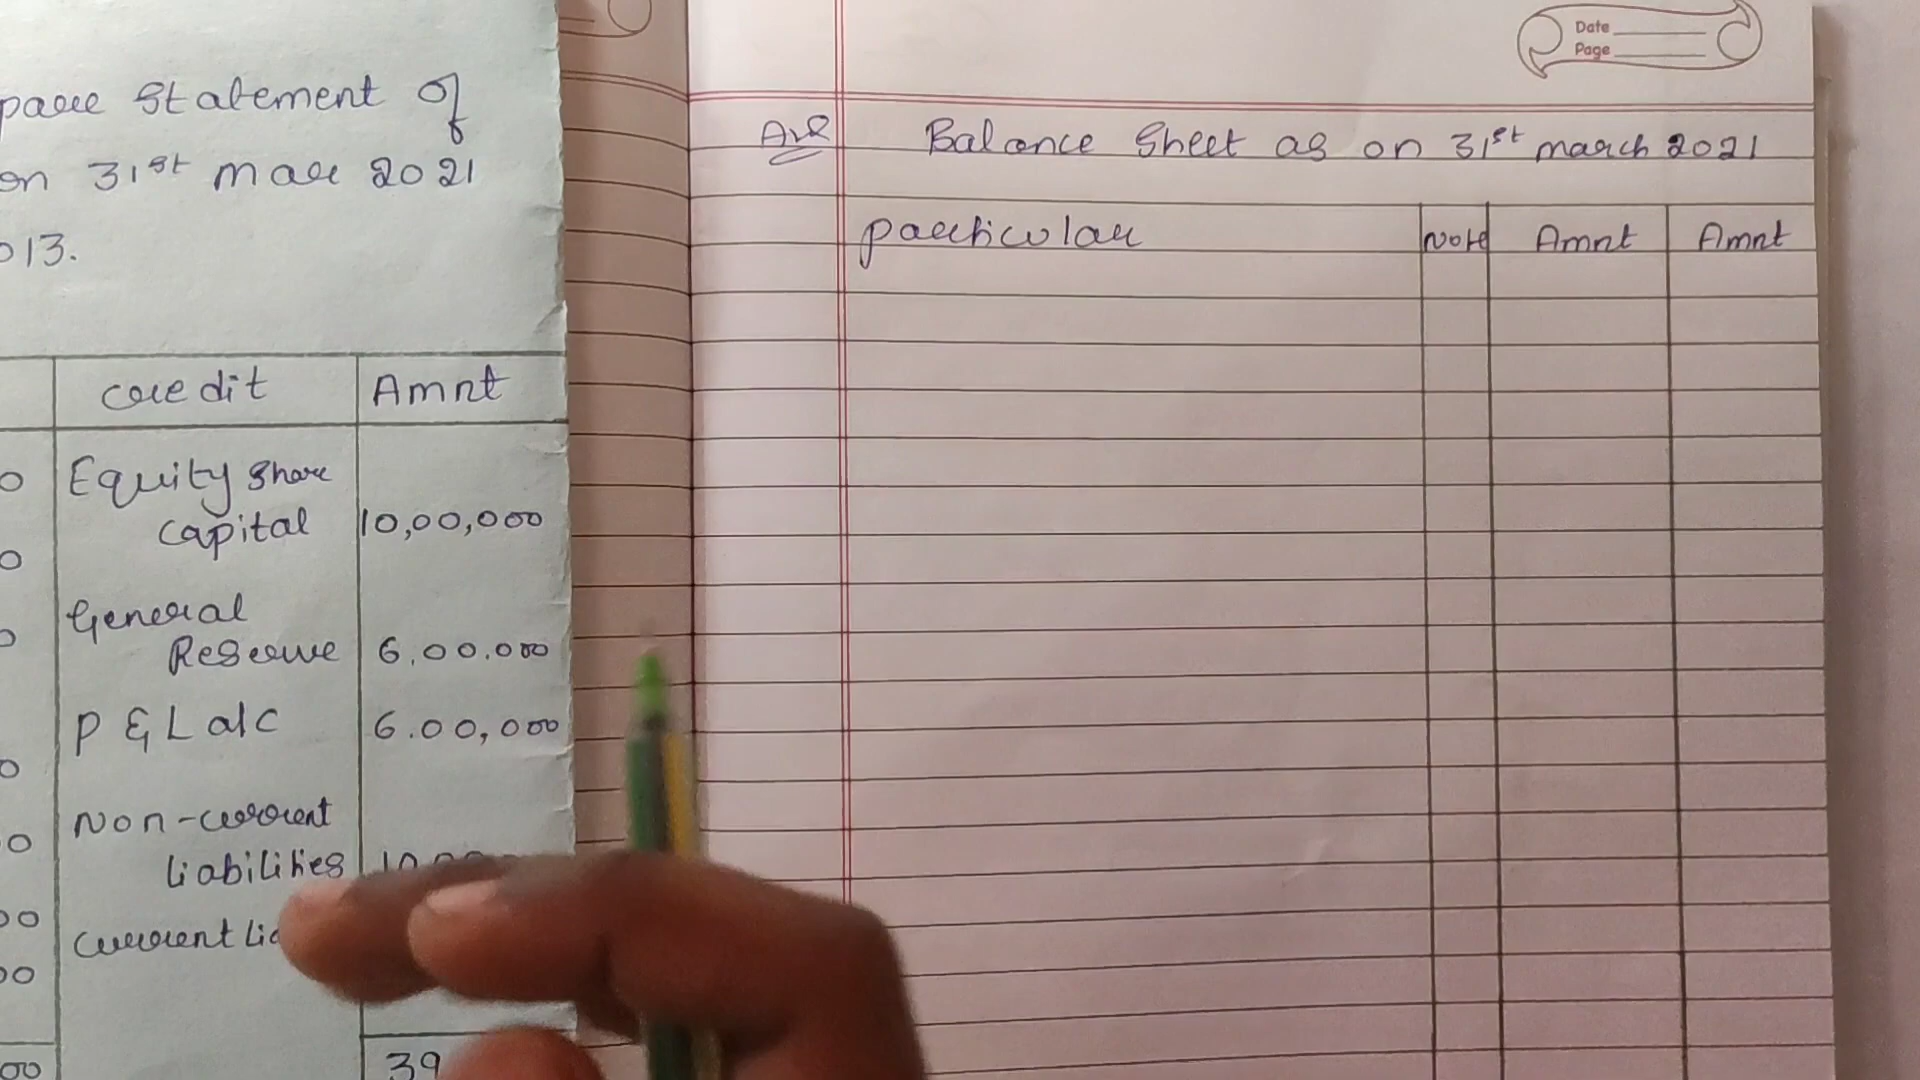 Statement of
on 31st mar 2021
013.
Credit Amnt
Equity Share
Capital 10,00,000
General
Reserve 6,00,000
P & L a/c 6,00,000
Non-current
liabilities
Current
39
Date
Page
Ans Balance Sheet as on 31st march 2021
particular Note Amnt Amnt